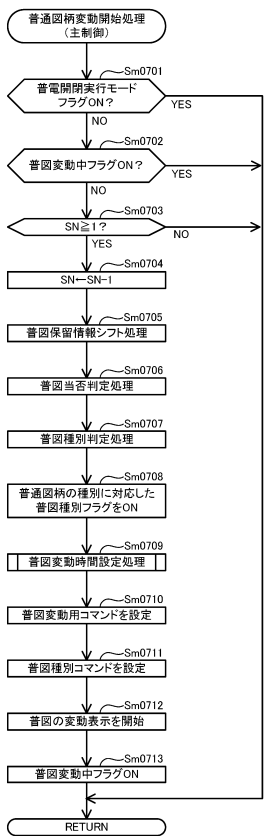 普通図柄変動開始処理
(主制御)
Sm0701
普電開閉実行モード
フラグON？
YES
NO
Sm0702
普図変動中フラグON？
YES
NO
Sm0703
SN≧1？
NO
YES
Sm0704
SN←SN-1
Sm0705
普図保留情報シフト処理
Sm0706
普図当否判定処理
Sm0707
普図種別判定処理
Sm0708
普通図柄の種別に対応した
普図種別フラグをON
Sm0709
普図変動時間設定処理
Sm0710
普図変動用コマンドを設定
Sm0711
普図種別コマンドを設定
Sm0712
普図の変動表示を開始
Sm0713
普図変動中フラグON
RETURN